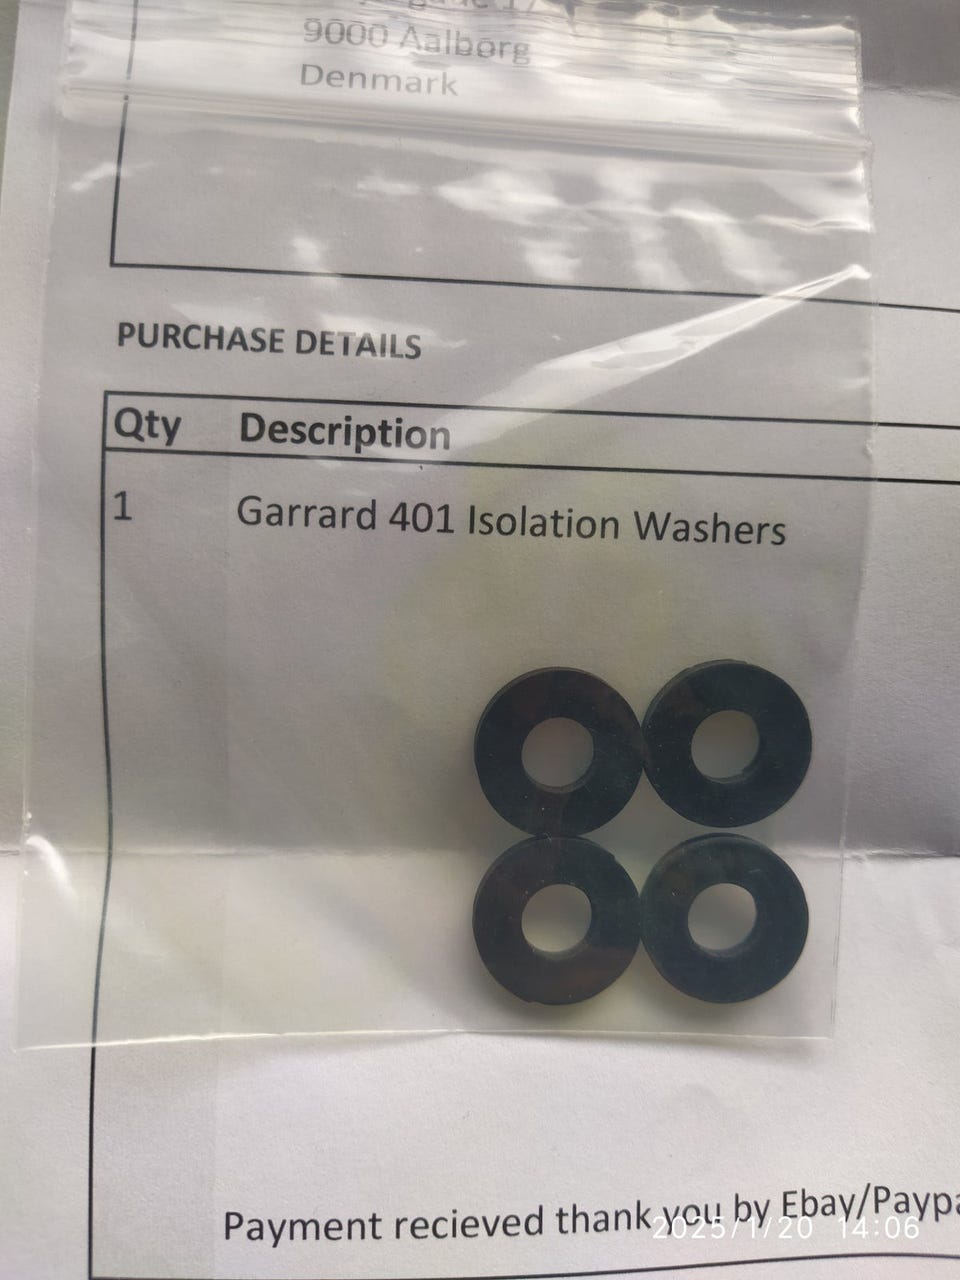 9000 Aalborg
Denmark
PURCHASE DETAILS
Qty Description
1 Garrard 401 Isolation Washers
Payment recieved thank you by Ebay/Paypa
2025/1/20 14:06